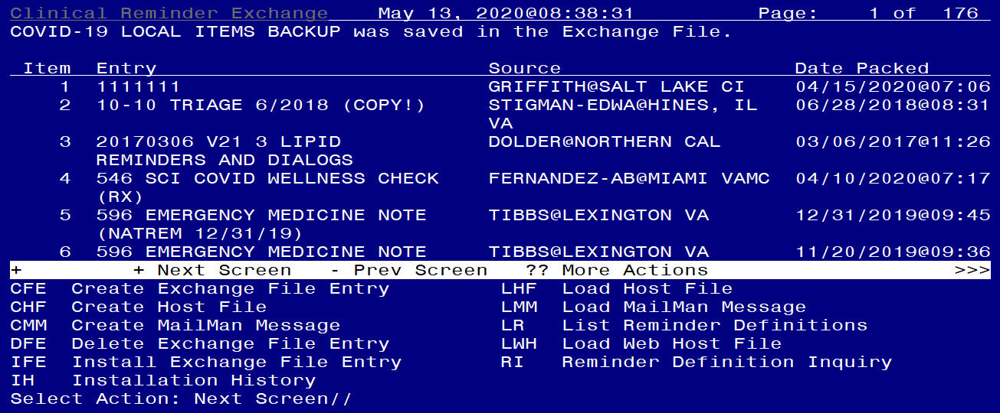 Clinical Reminder Exchange    May 13, 2020@08:38:31          Page:    1 of  176
COVID-19 LOCAL ITEMS BACKUP was saved in the Exchange File.
Item  Entry                           Source                   Date Packed
1  1111111                         GRIFFITH@SALT LAKE CI    04/15/2020@07:06
2  10-10 TRIAGE 6/2018 (COPY!)     STIGMAN-EDWA@HINES, IL   06/28/2018@08:31
VA
3  20170306 V21 3 LIPID            DOLDER@NORTHERN CAL      03/06/2017@11:26
REMINDERS AND DIALOGS
4  546 SCI COVID WELLNESS CHECK    FERNANDEZ-AB@MIAMI VAMC  04/10/2020@07:17
(RX)
5  596 EMERGENCY MEDICINE NOTE     TIBBS@LEXINGTON VA       12/31/2019@09:45
(NATREM 12/31/19)
6  596 EMERGENCY MEDICINE NOTE     TIBBS@LEXINGTON VA       11/20/2019@09:36
+         + Next Screen   - Prev Screen   ?? More Actions                    >>>
CFE  Create Exchange File Entry         LHF  Load Host File
CHF  Create Host File                   LMM  Load MailMan Message
CMM  Create MailMan Message             LR   List Reminder Definitions
DFE  Delete Exchange File Entry         LWH  Load Web Host File
IFE  Install Exchange File Entry        RI   Reminder Definition Inquiry
IH   Installation History
Select Action: Next Screen//